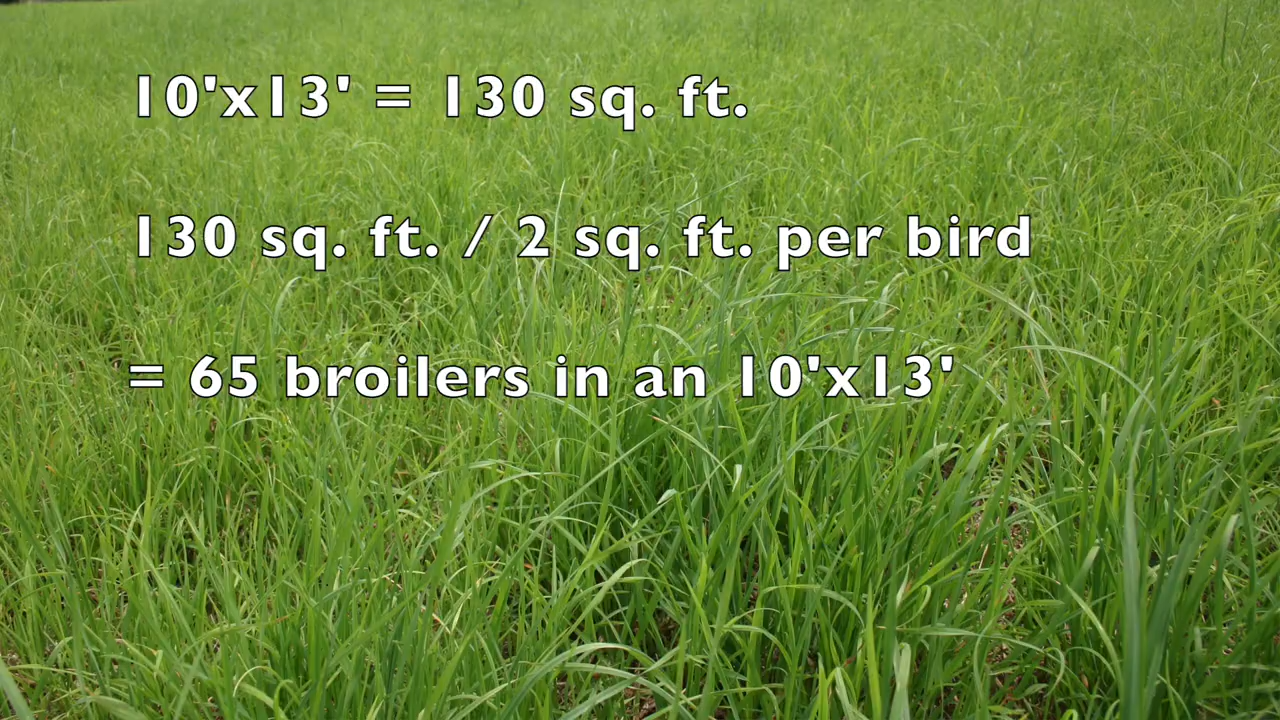 10'x13' = 130 sq. ft.
130 sq. ft. / 2 sq. ft. per bird
= 65 broilers in an 10'x13'